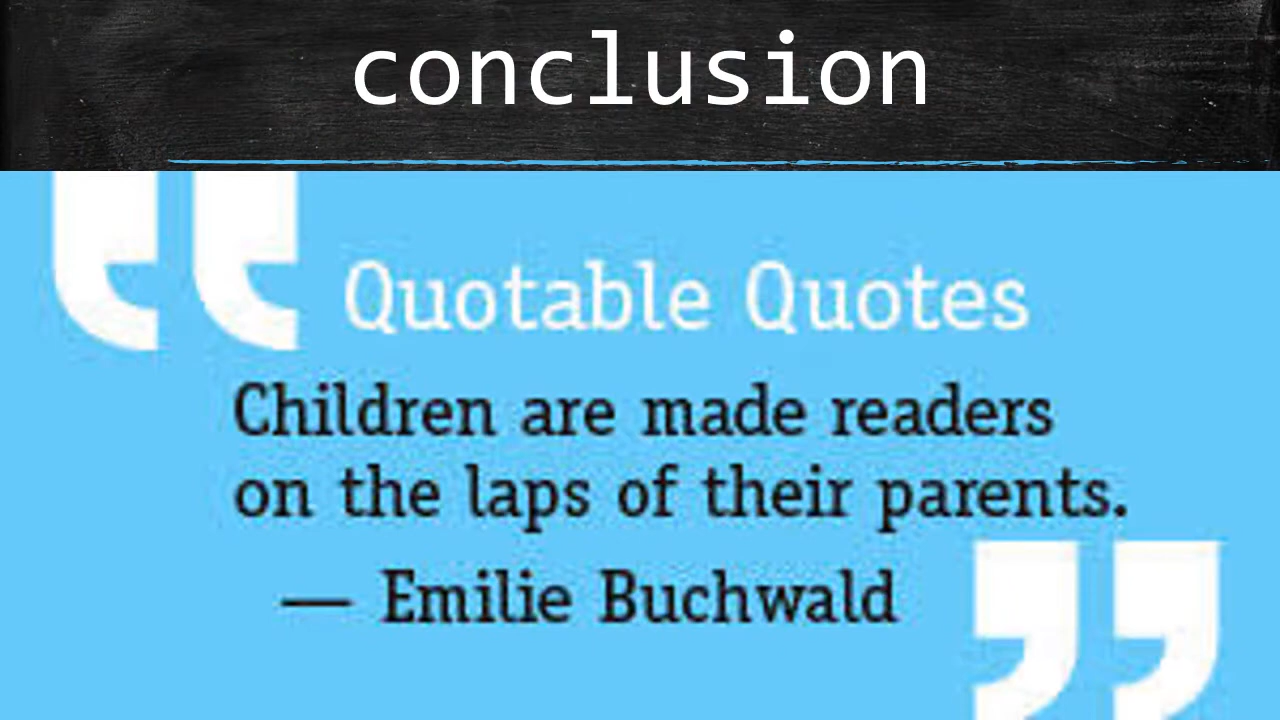 conclusion
Quotable Quotes
Children are made readers
on the laps of their parents.
— Emilie Buchwald